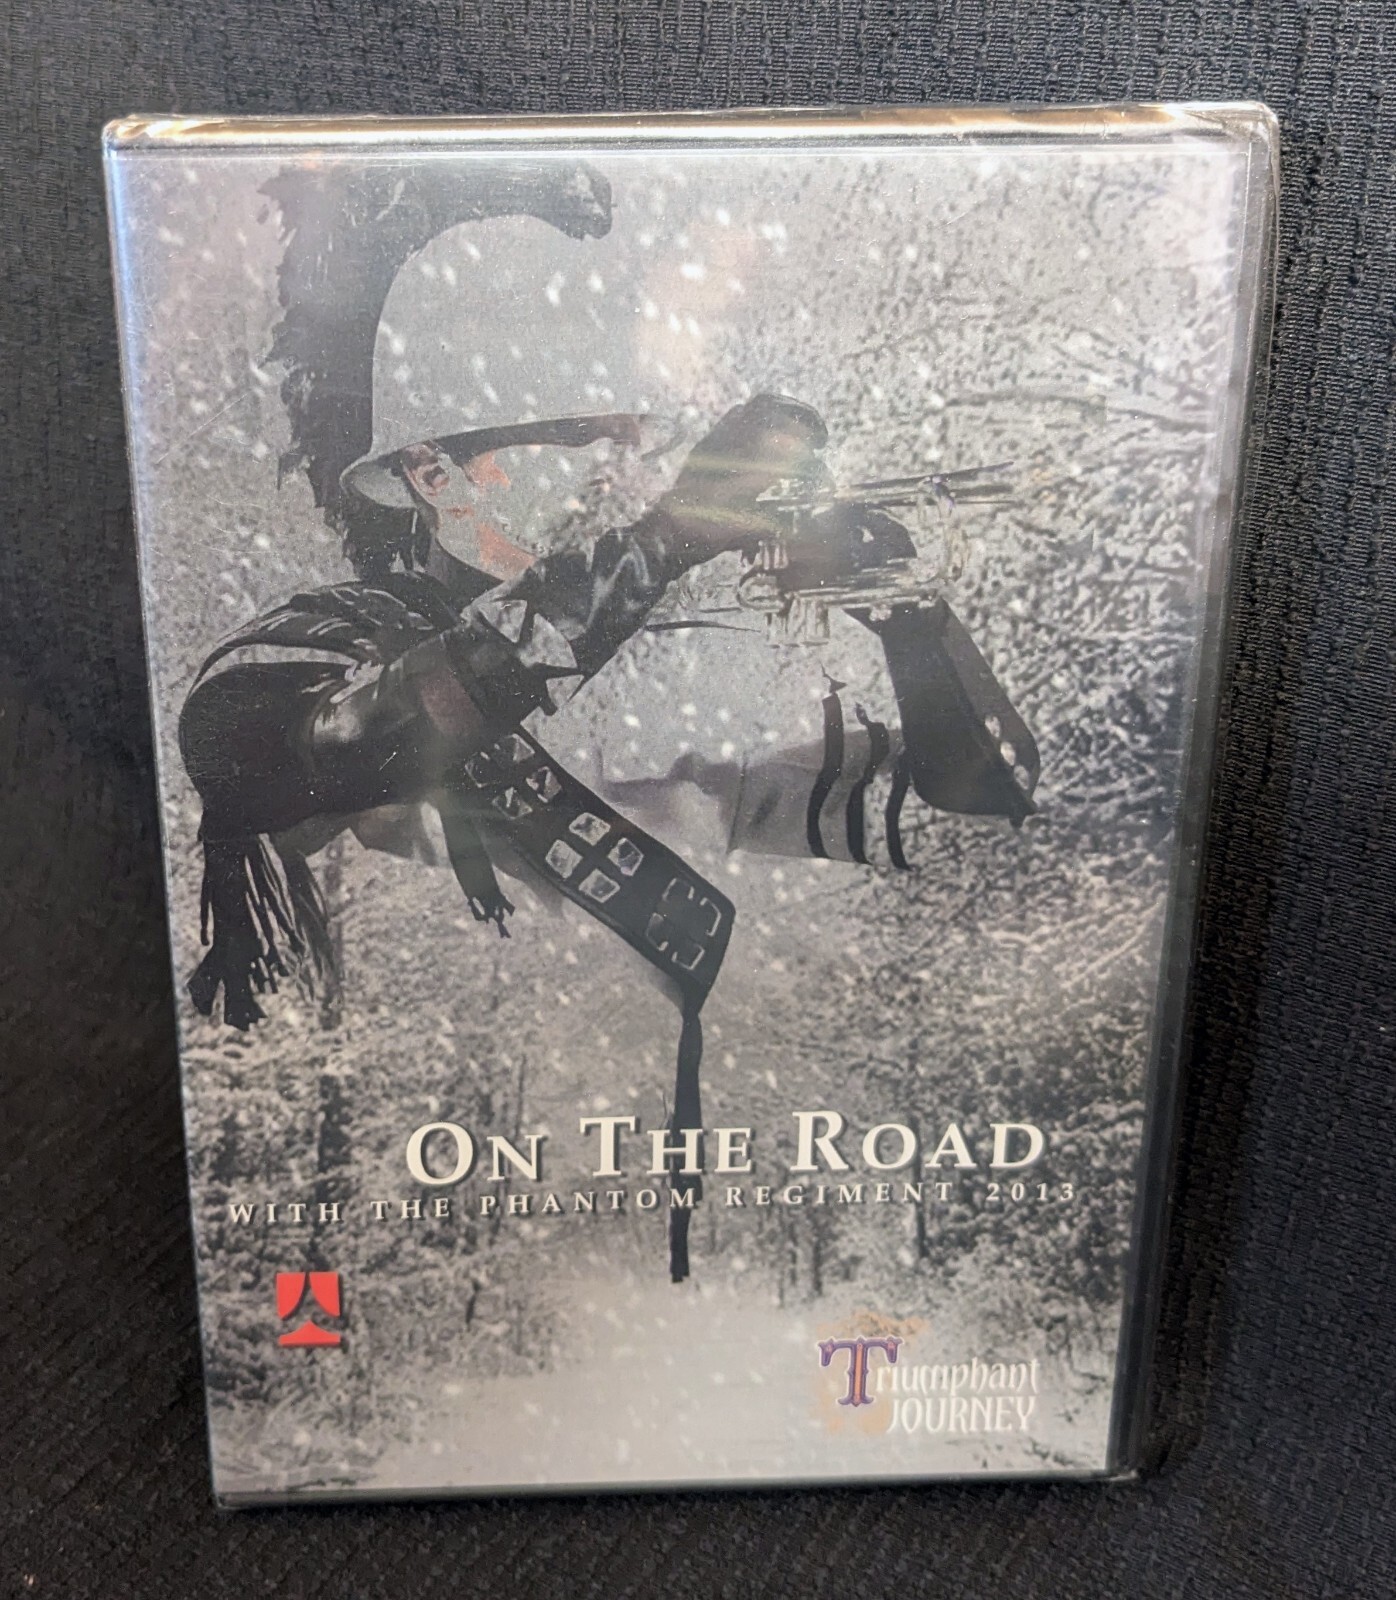 ON THE ROAD
WITH THE PHANTOM REGIMENT 2013
Triumphant
JOURNEY